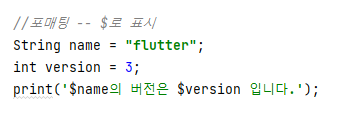 //포매팅 -- $로 표시
String name = "flutter";
int version = 3;
print('$name의 버전은 $version 입니다.');